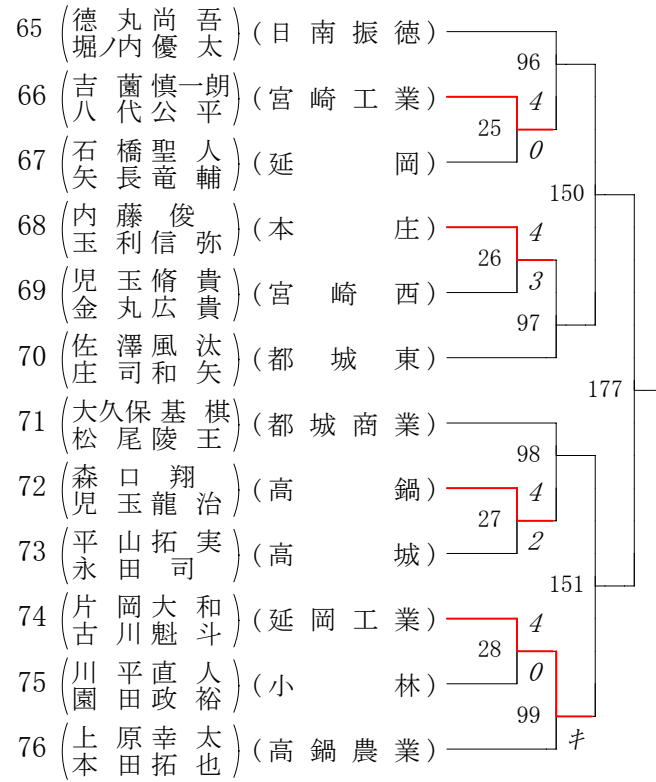 65 (徳丸尚吾 堀ノ内優太) (日南振徳)
96
66 (吉薗慎一朗 八代公平) (宮崎工業) 4
25 0
67 (石橋聖人 矢長竜輔) (延岡)
150
68 (内藤俊 玉利信弥) (本庄) 4
26 3
69 (児玉脩貴 金丸広貴) (宮崎西)
97
70 (佐澤風汰 庄司和矢) (都城東)
177
71 (大久保基棋 松尾陵王) (都城商業)
98
72 (森口翔 児玉龍治) (高鍋) 4
27 2
73 (平山拓実 永田司) (高城)
151
74 (片岡大和 古川魁斗) (延岡工業) 4
28 0
75 (川平直人 園田政裕) (小林)
99 キ
76 (上原幸太 本田拓也) (高鍋農業)